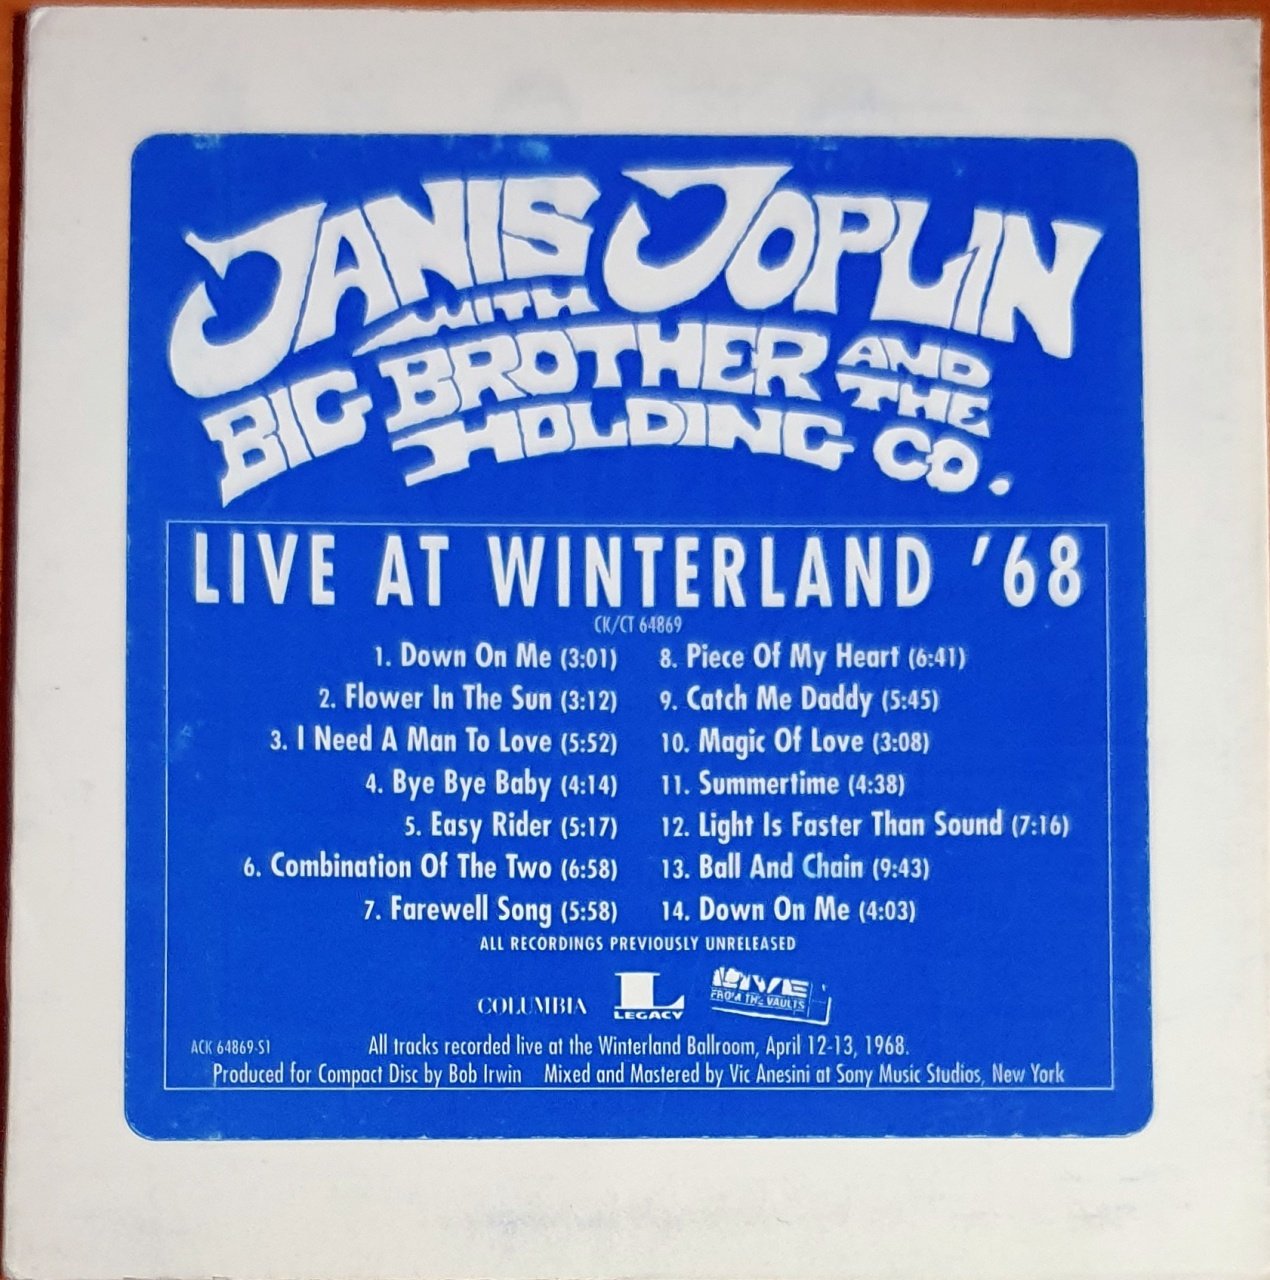 JANIS JOPLIN
WITH
BIG BROTHER AND THE
HOLDING CO.
LIVE AT WINTERLAND '68
CK/CT 64869
1. Down On Me (3:01)
2. Flower In The Sun (3:12)
3. I Need A Man To Love (5:52)
4. Bye Bye Baby (4:14)
5. Easy Rider (5:17)
6. Combination Of The Two (6:58)
7. Farewell Song (5:58)
8. Piece Of My Heart (6:41)
9. Catch Me Daddy (5:45)
10. Magic Of Love (3:08)
11. Summertime (4:38)
12. Light Is Faster Than Sound (7:16)
13. Ball And Chain (9:43)
14. Down On Me (4:03)
ALL RECORDINGS PREVIOUSLY UNRELEASED
COLUMBIA
L
LEGACY
LIVE
FROM THE VAULTS
ACK 64869-S1
All tracks recorded live at the Winterland Ballroom, April 12-13, 1968.
Produced for Compact Disc by Bob Irwin Mixed and Mastered by Vic Anesini at Sony Music Studios, New York